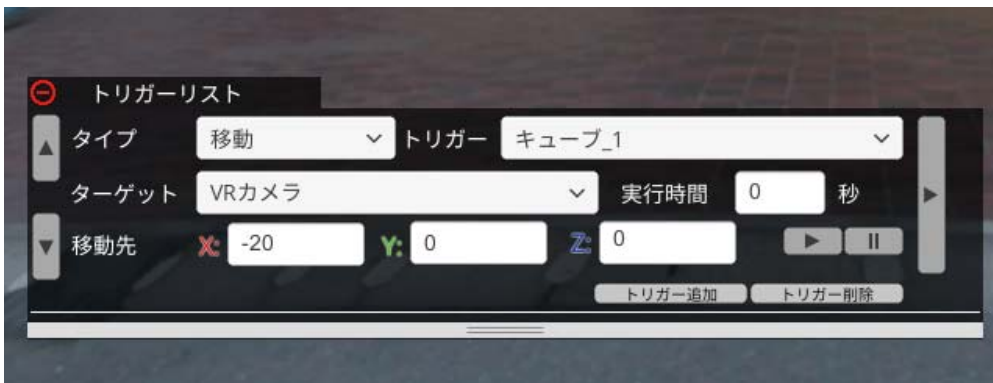 トリガーリスト
タイプ 移動 トリガー キューブ_1
ターゲット VRカメラ 実行時間 0 秒
移動先 X: -20 Y: 0 Z: 0
トリガー追加 トリガー削除